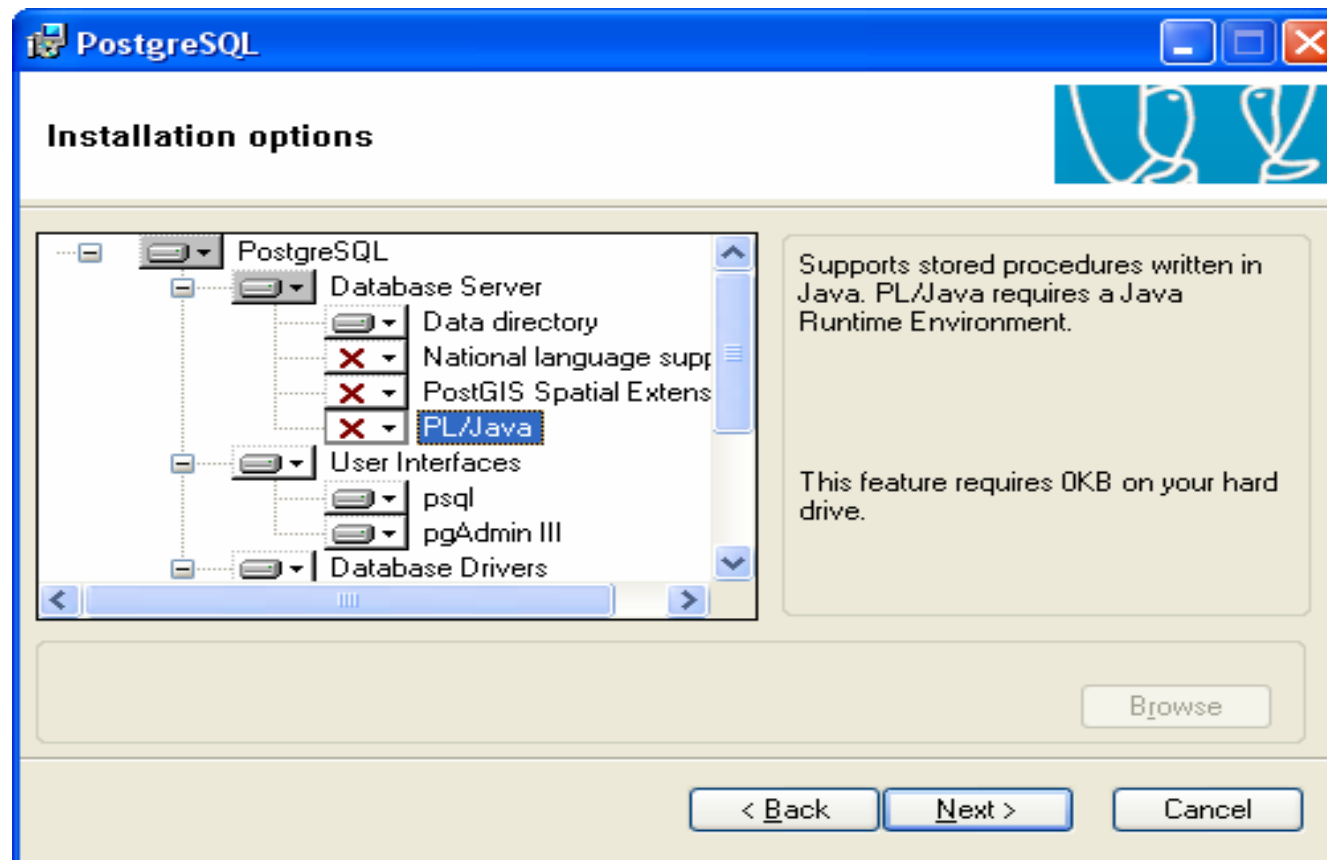 PostgreSQL
Installation options
PostgreSQL
Database Server
Data directory
National language supp
PostGIS Spatial Extens
PL/Java
User Interfaces
psql
pgAdmin III
Database Drivers
Supports stored procedures written in
Java. PL/Java requires a Java
Runtime Environment.
This feature requires 0KB on your hard
drive.
Browse
< Back
Next >
Cancel